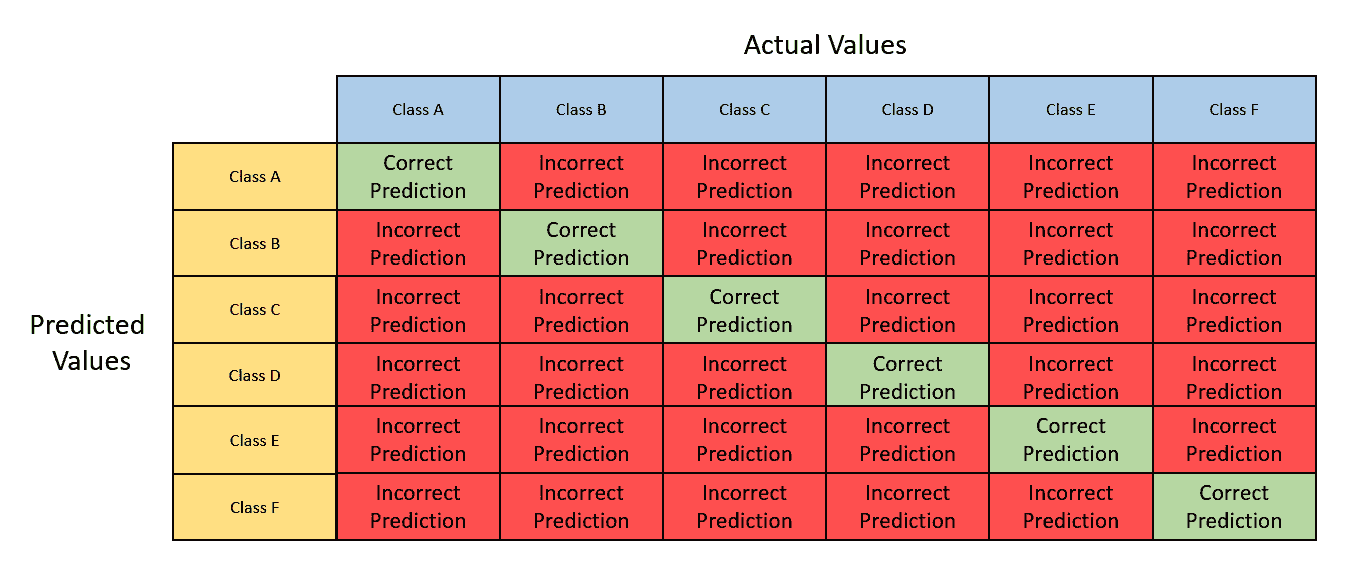 Actual Values
Class A Class B Class C Class D Class E Class F
Class A
Correct Incorrect Incorrect Incorrect Incorrect Incorrect
Prediction Prediction Prediction Prediction Prediction Prediction
Class B
Incorrect Correct Incorrect Incorrect Incorrect Incorrect
Prediction Prediction Prediction Prediction Prediction Prediction
Predicted
Values
Class C
Incorrect Incorrect Correct Incorrect Incorrect Incorrect
Prediction Prediction Prediction Prediction Prediction Prediction
Class D
Incorrect Incorrect Incorrect Correct Incorrect Incorrect
Prediction Prediction Prediction Prediction Prediction Prediction
Class E
Incorrect Incorrect Incorrect Incorrect Correct Incorrect
Prediction Prediction Prediction Prediction Prediction Prediction
Class F
Incorrect Incorrect Incorrect Incorrect Incorrect Correct
Prediction Prediction Prediction Prediction Prediction Prediction